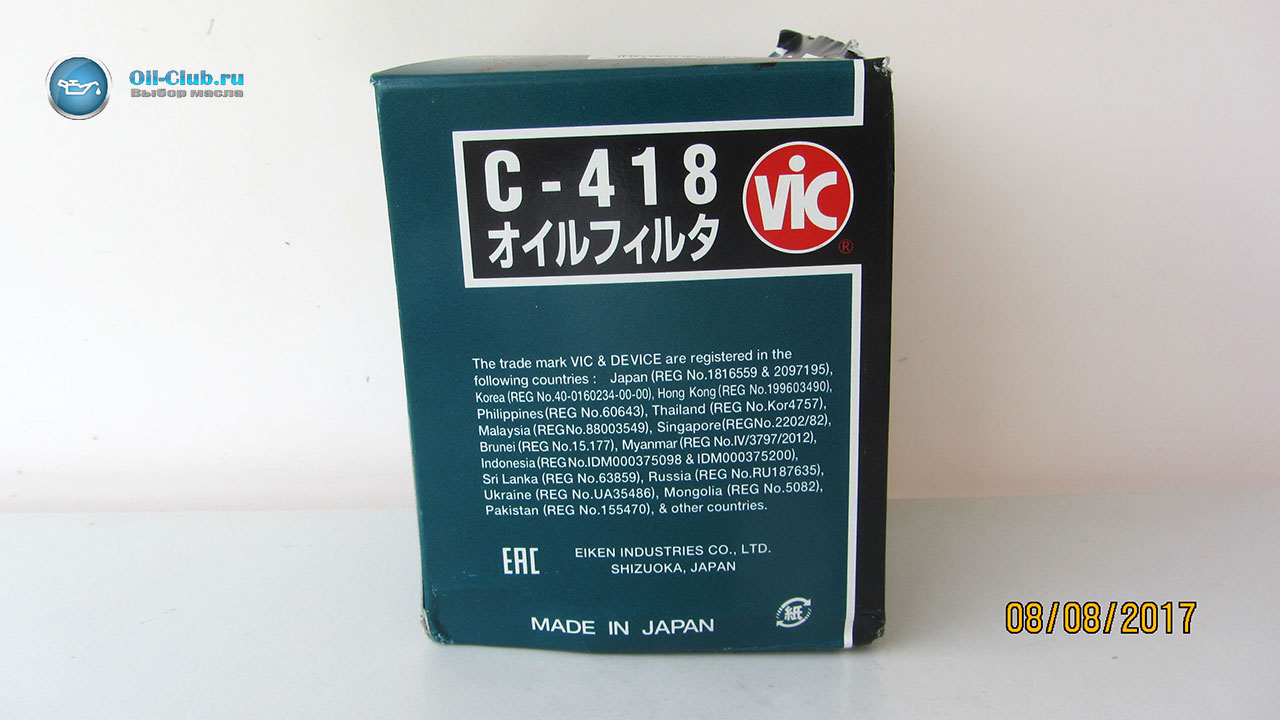 Oil-Club.ru
Выбор масла
C-418
オイルフィルタ
ViC
®
The trade mark VIC & DEVICE are registered in the
following countries : Japan (REG No.1816559 & 2097195),
Korea (REG No.40-0160234-00-00), Hong Kong (REG No.199603490),
Philippines (REG No.60643), Thailand (REG No.Kor4757),
Malaysia (REG No.88003549), Singapore (REGNo.2202/82),
Brunei (REG No.15.177), Myanmar (REG No.IV/3797/2012),
Indonesia (REG No.IDM000375098 & IDM000375200),
Sri Lanka (REG No.63859), Russia (REG No.RU187635),
Ukraine (REG No.UA35486), Mongolia (REG No.5082),
Pakistan (REG No.155470), & other countries.
EAC
EIKEN INDUSTRIES CO., LTD.
SHIZUOKA, JAPAN
MADE IN JAPAN
紙
08/08/2017